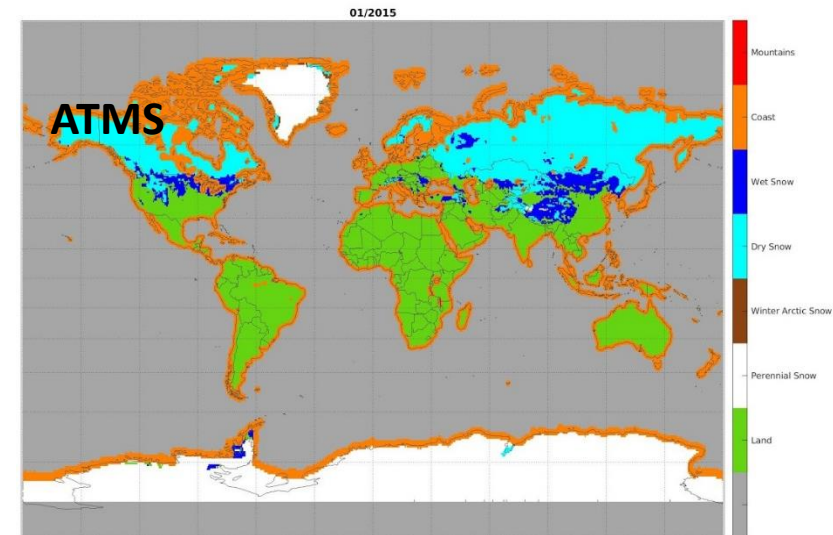 01/2015
ATMS
Mountains
Coast
Wet Snow
Dry Snow
Winter Arctic Snow
Perennial Snow
Land